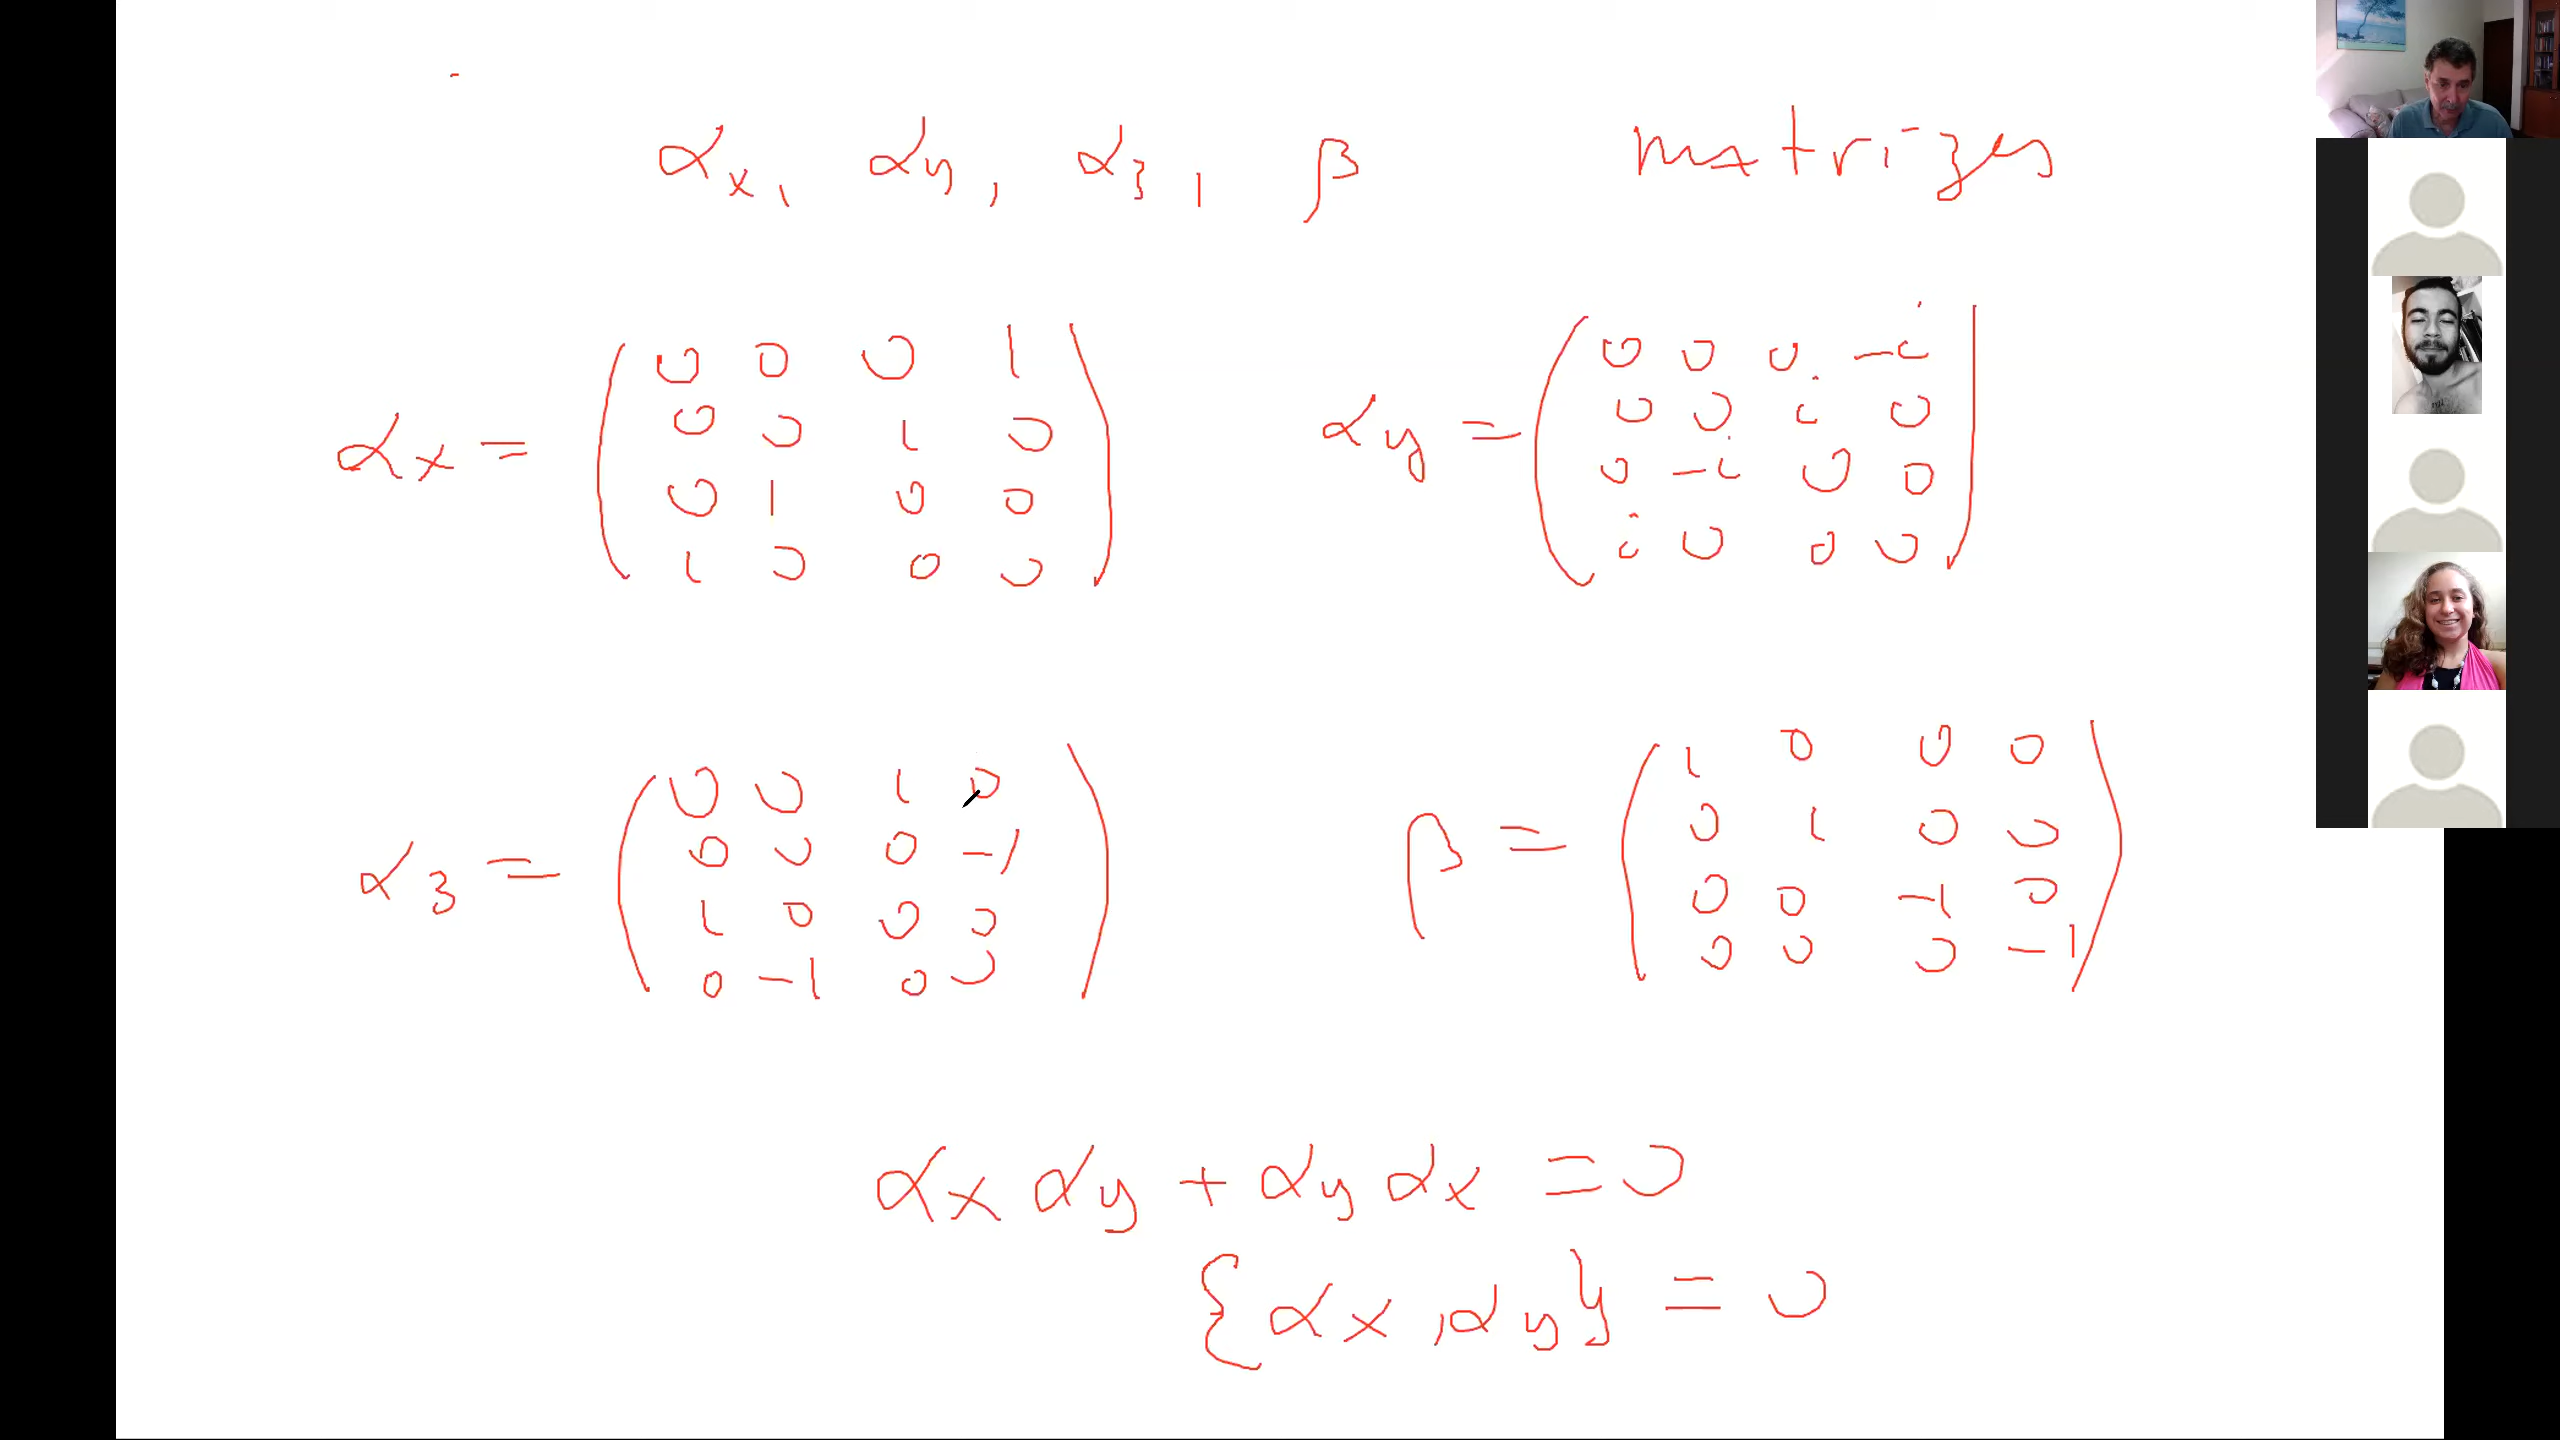 αx, αy, αz, β matrizes
αx = ( 0 0 0 1
0 0 1 0
0 1 0 0
1 0 0 0 )
αy = ( 0 0 0 -i
0 0 i 0
0 -i 0 0
i 0 0 0 )
αz = ( 0 0 1 0
0 0 0 -1
1 0 0 0
0 -1 0 0 )
β = ( 1 0 0 0
0 1 0 0
0 0 -1 0
0 0 0 -1 )
αx αy + αy αx = 0
{αx, αy} = 0